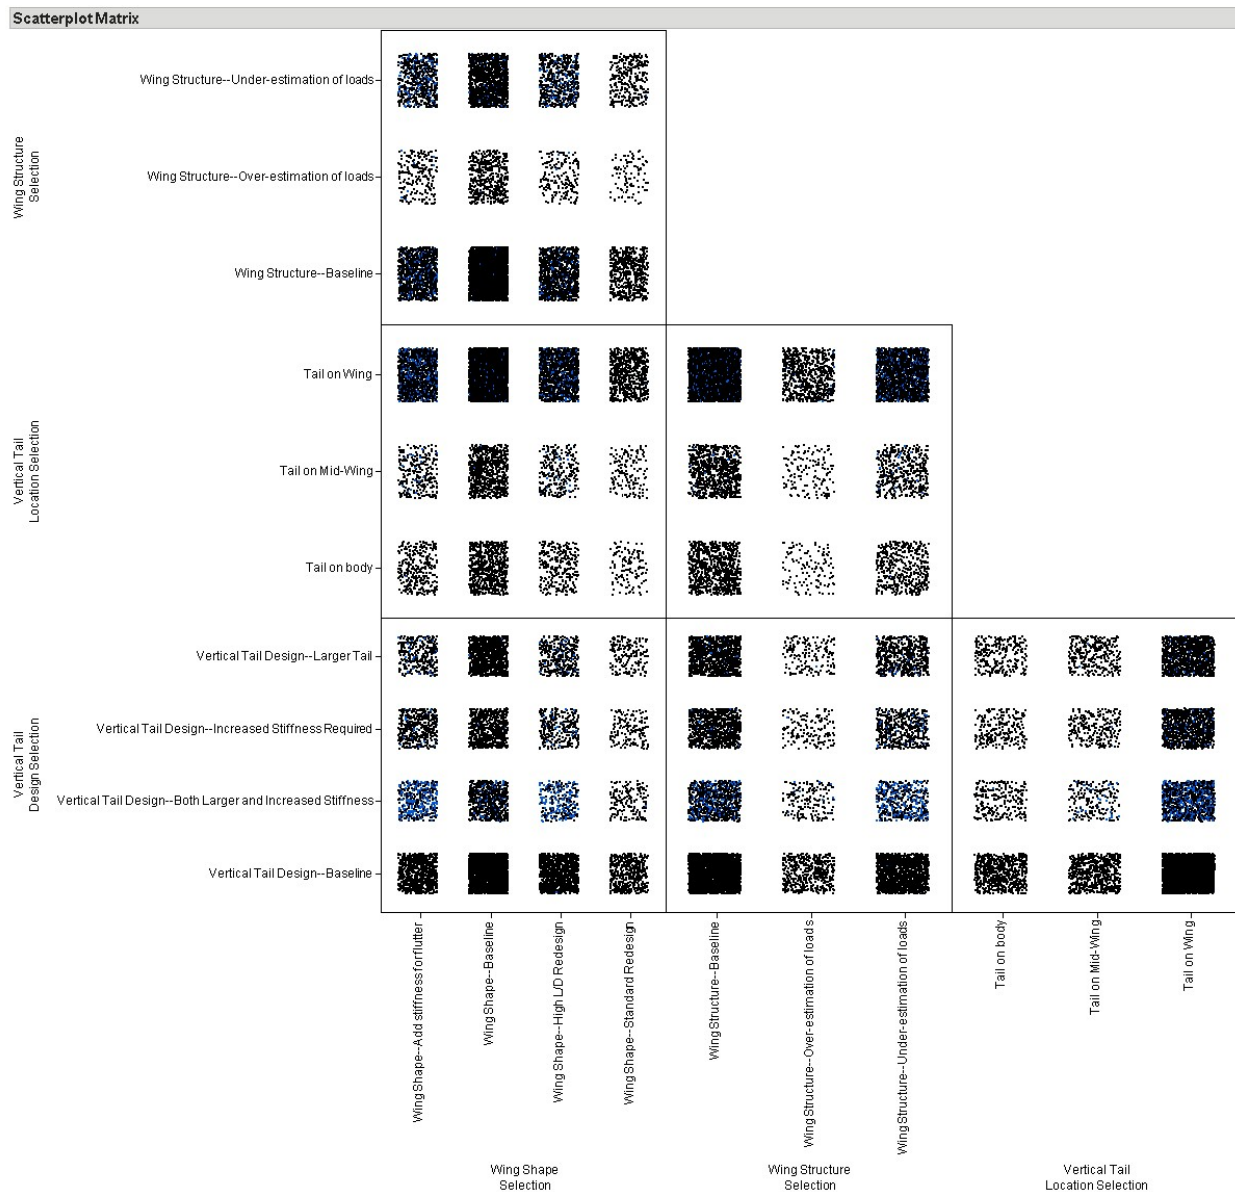 Scatterplot Matrix
Wing Structure
Selection
Wing Structure--Under-estimation of loads
Wing Structure--Over-estimation of loads
Wing Structure--Baseline
Vertical Tail
Location Selection
Tail on Wing
Tail on Mid-Wing
Tail on body
Vertical Tail
Design Selection
Vertical Tail Design--Larger Tail
Vertical Tail Design--Increased Stiffness Required
Vertical Tail Design--Both Larger and Increased Stiffness
Vertical Tail Design--Baseline
Wing Shape--Add stiffness for flutter
Wing Shape--Baseline
Wing Shape--High L/D Redesign
Wing Shape--Standard Redesign
Wing Structure--Baseline
Wing Structure--Over-estimation of loads
Wing Structure--Under-estimation of loads
Tail on body
Tail on Mid-Wing
Tail on Wing
Wing Shape
Selection
Wing Structure
Selection
Vertical Tail
Location Selection